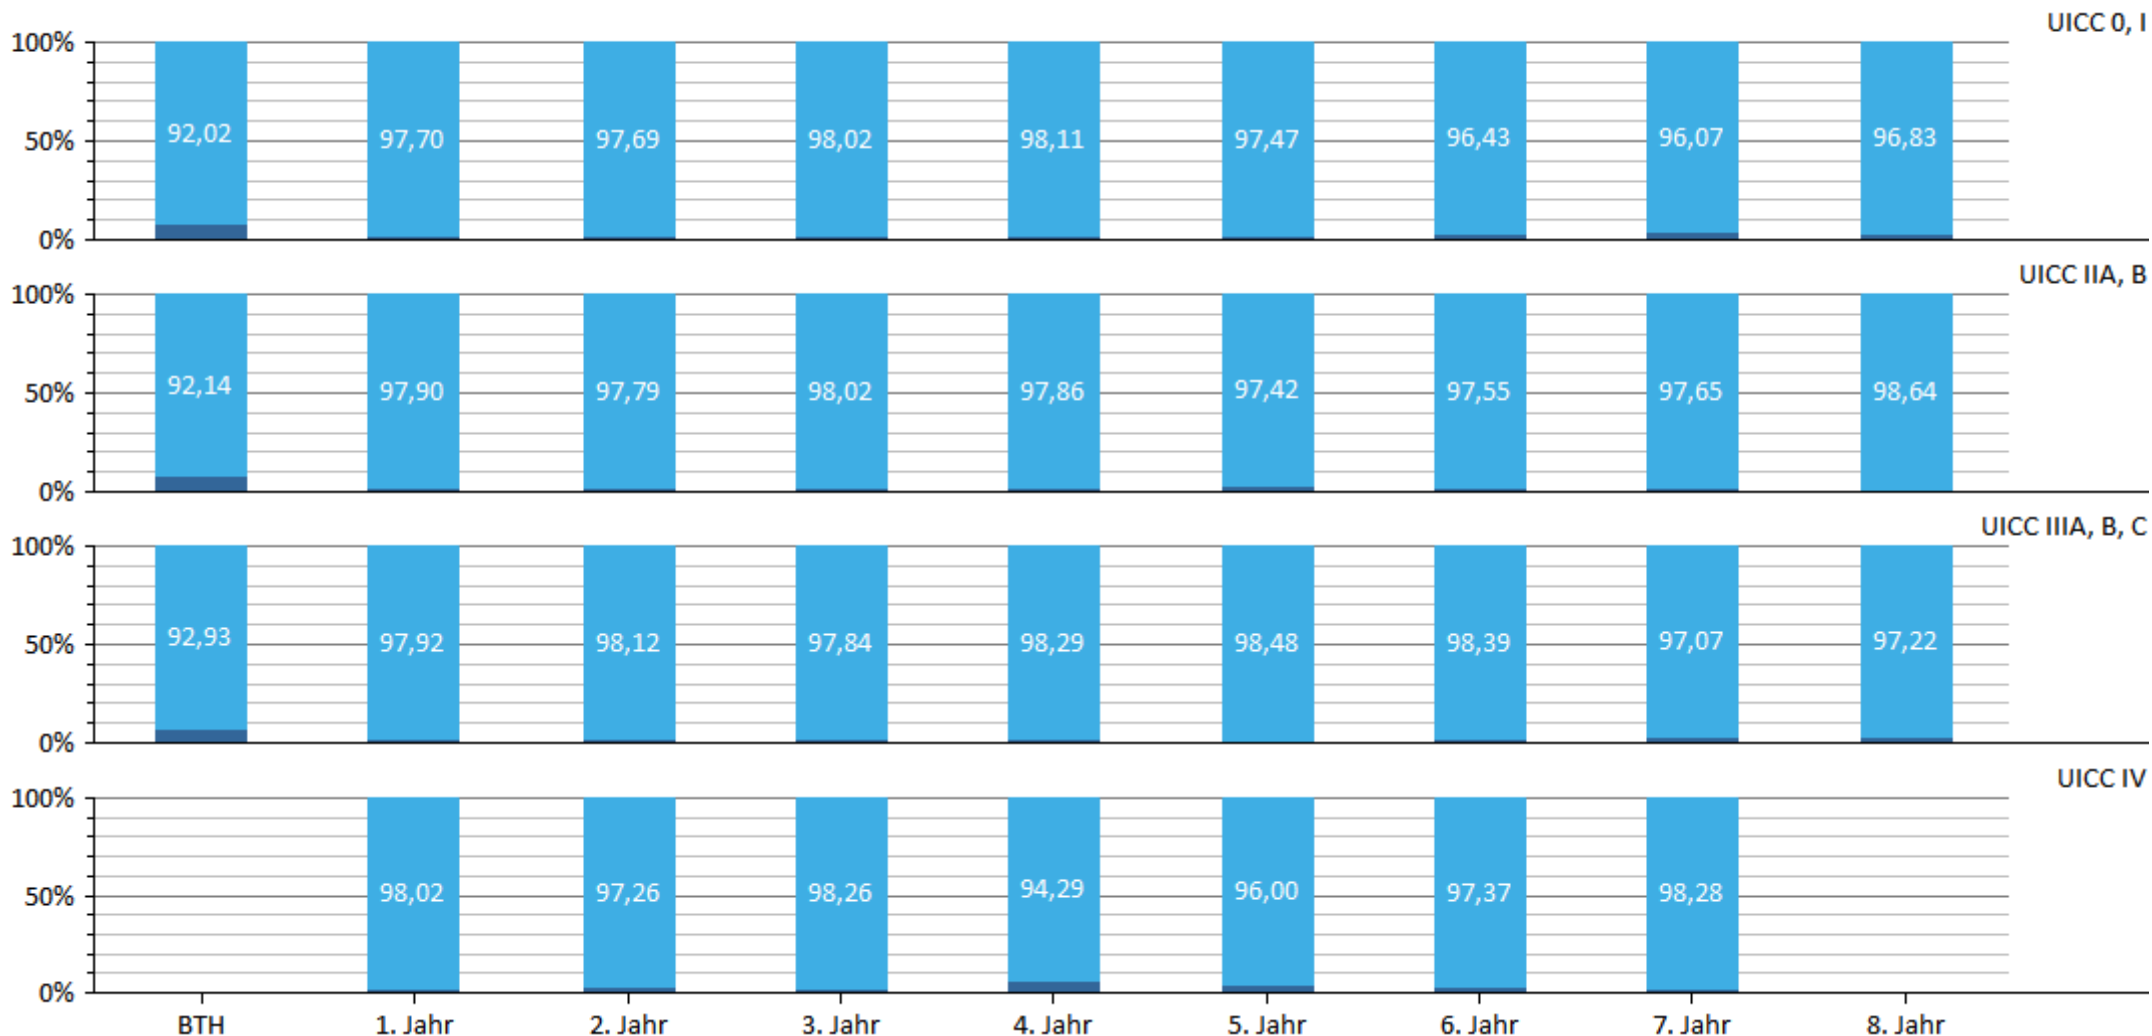 UICC 0, I
100%
92,02 97,70 97,69 98,02 98,11 97,47 96,43 96,07 96,83
50%
0%
UICC IIA, B
100%
92,14 97,90 97,79 98,02 97,86 97,42 97,55 97,65 98,64
50%
0%
UICC IIIA, B, C
100%
92,93 97,92 98,12 97,84 98,29 98,48 98,39 97,07 97,22
50%
0%
UICC IV
100%
98,02 97,26 98,26 94,29 96,00 97,37 98,28
50%
0%
BTH 1. Jahr 2. Jahr 3. Jahr 4. Jahr 5. Jahr 6. Jahr 7. Jahr 8. Jahr